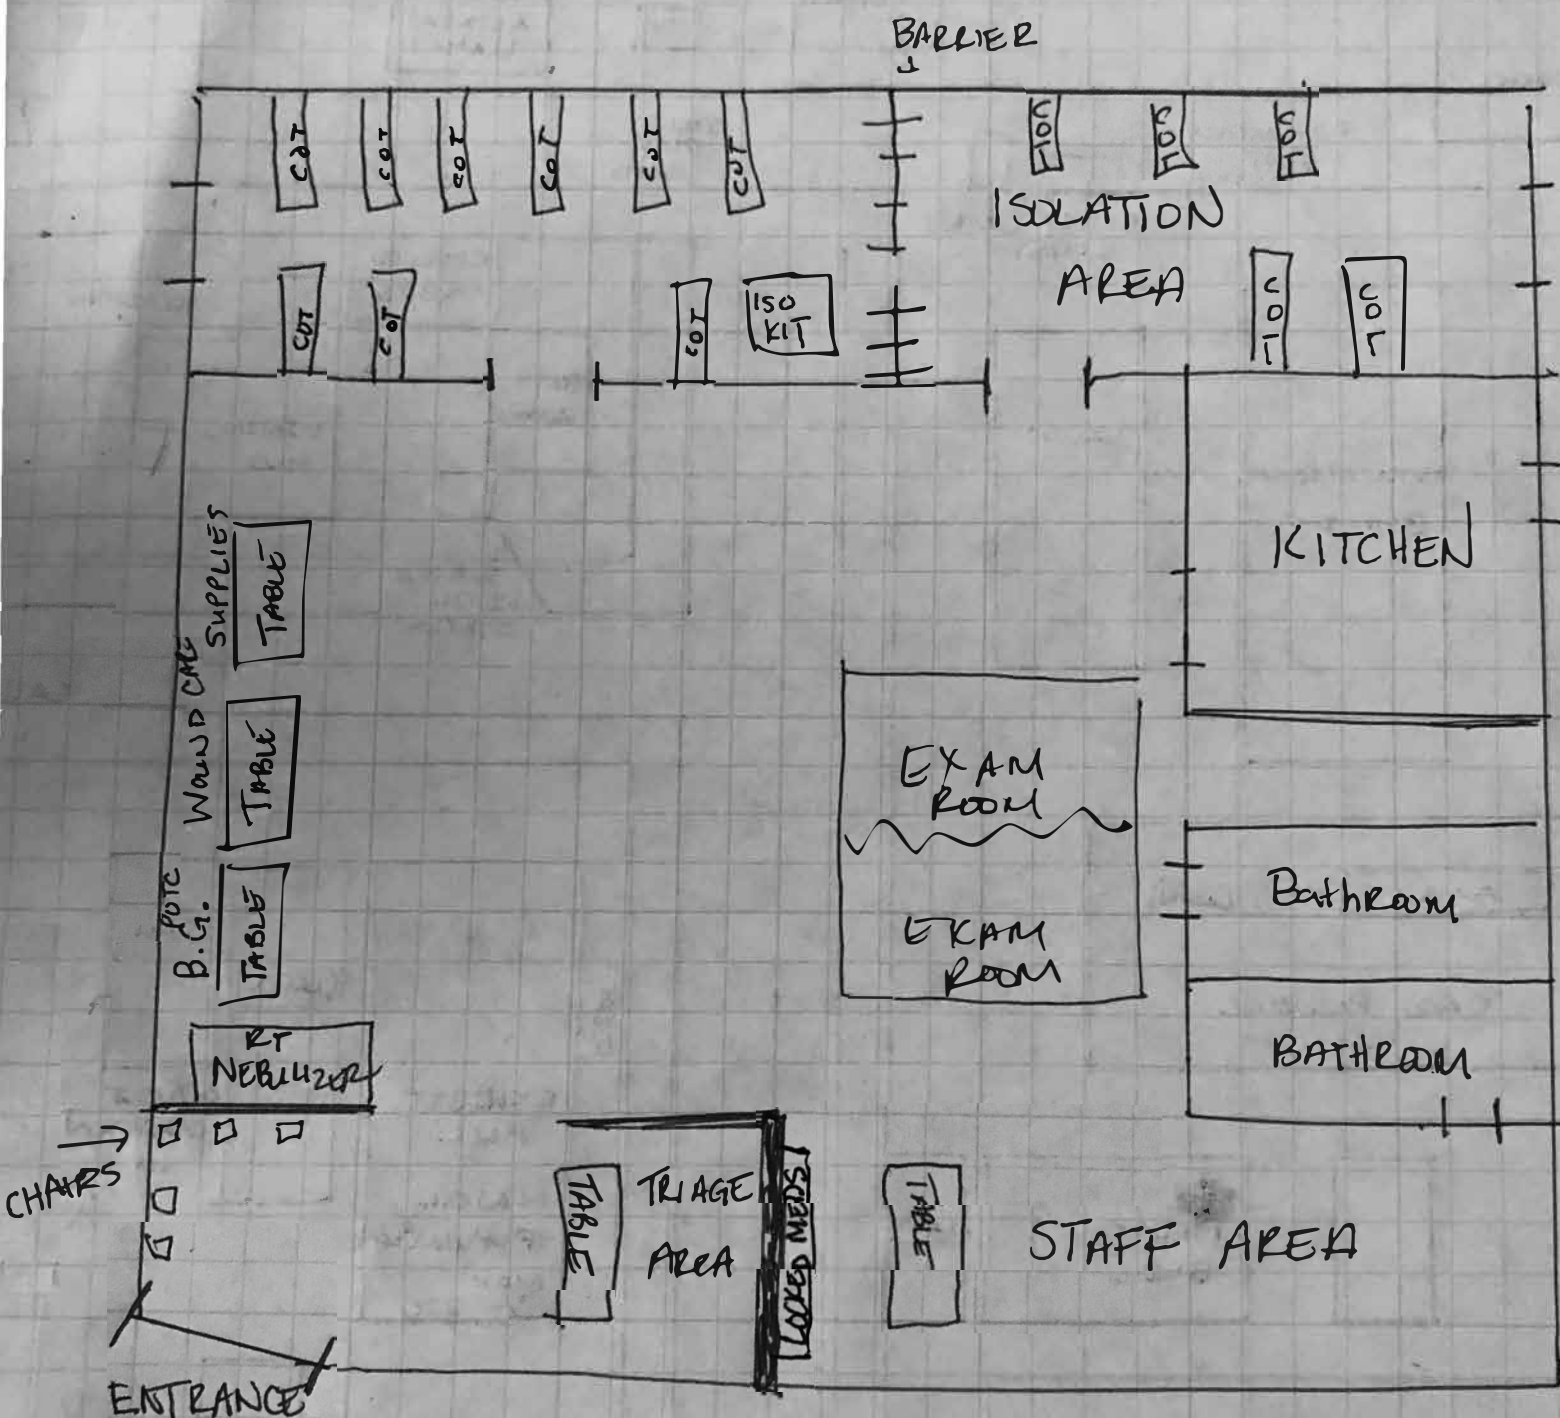 BARRIER
COT
COT
COT
COT
COT
COT
COT
COT
COT
ISOLATION
AREA
COT
COT
COT
ISO
KIT
COT
COT
SUPPLIES
TABLE
KITCHEN
WOUND CARE
TABLE
EXAM
ROOM
POTC
B.G.
TABLE
EXAM
ROOM
Bathroom
RT
NEBULIZER
BATHROOM
CHAIRS
TABLE
TRIAGE
AREA
LOCKED MEDS
TABLE
STAFF AREA
ENTRANCE